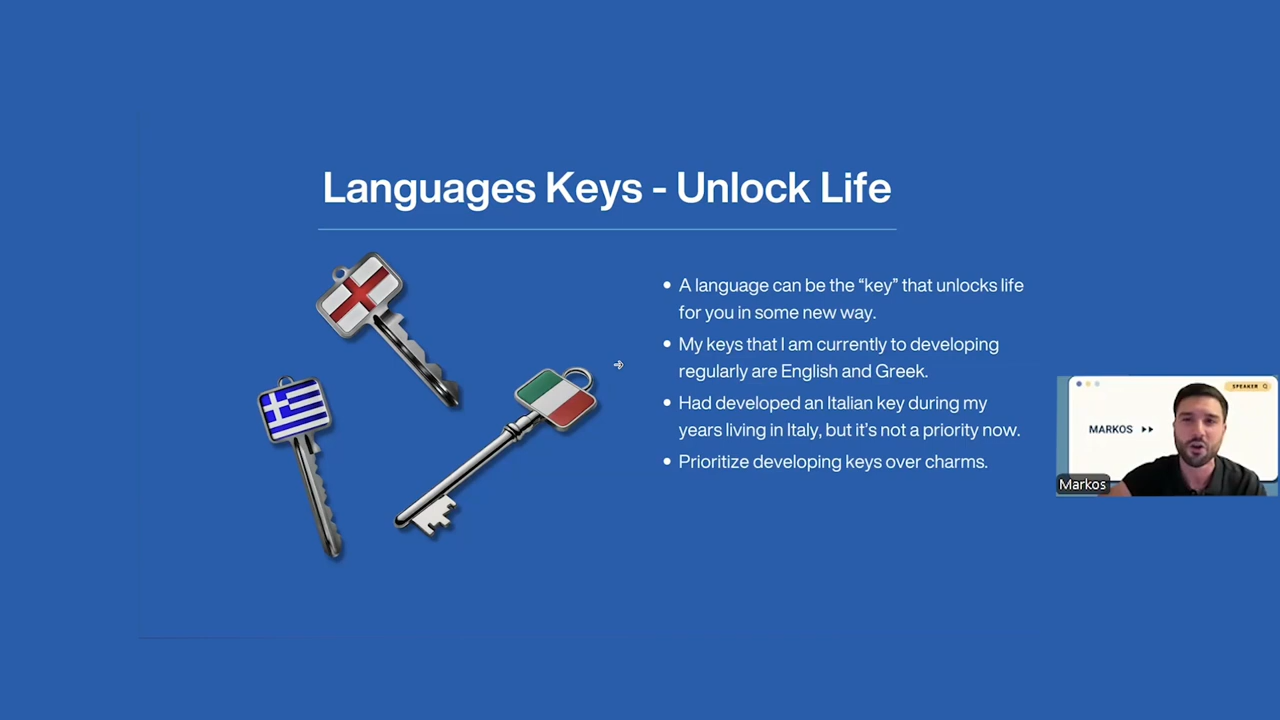 Languages Keys - Unlock Life
• A language can be the “key” that unlocks life
for you in some new way.
• My keys that I am currently to developing
regularly are English and Greek.
• Had developed an Italian key during my
years living in Italy, but it’s not a priority now.
• Prioritize developing keys over charms.
SPEAKER
MARKOS
Markos